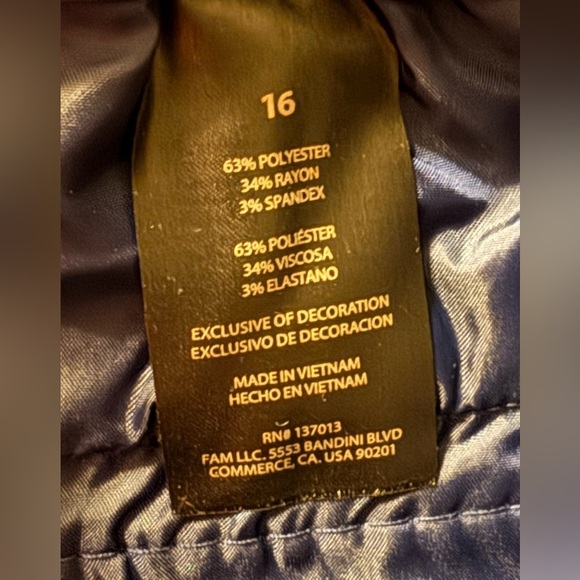 16
63% POLYESTER
34% RAYON
3% SPANDEX
63% POLIÉSTER
34% VISCOSA
3% ELASTANO
EXCLUSIVE OF DECORATION
EXCLUSIVO DE DECORACION
MADE IN VIETNAM
HECHO EN VIETNAM
RN# 137013
FAM LLC. 5553 BANDINI BLVD
COMMERCE, CA. USA 90201